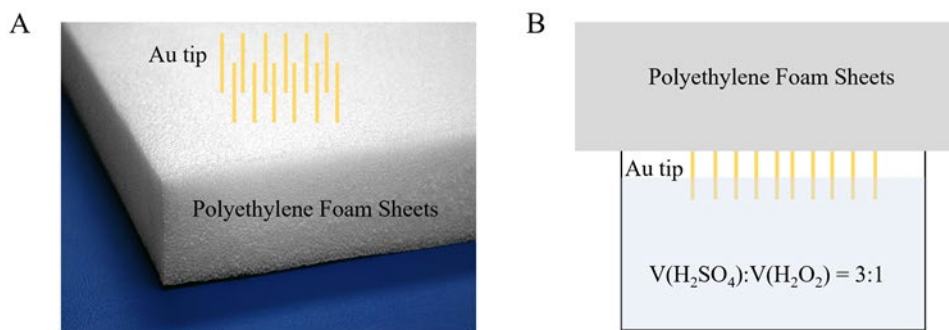 A
Au tip
Polyethylene Foam Sheets
B
Polyethylene Foam Sheets
Au tip
V(H₂SO₄):V(H₂O₂) = 3:1